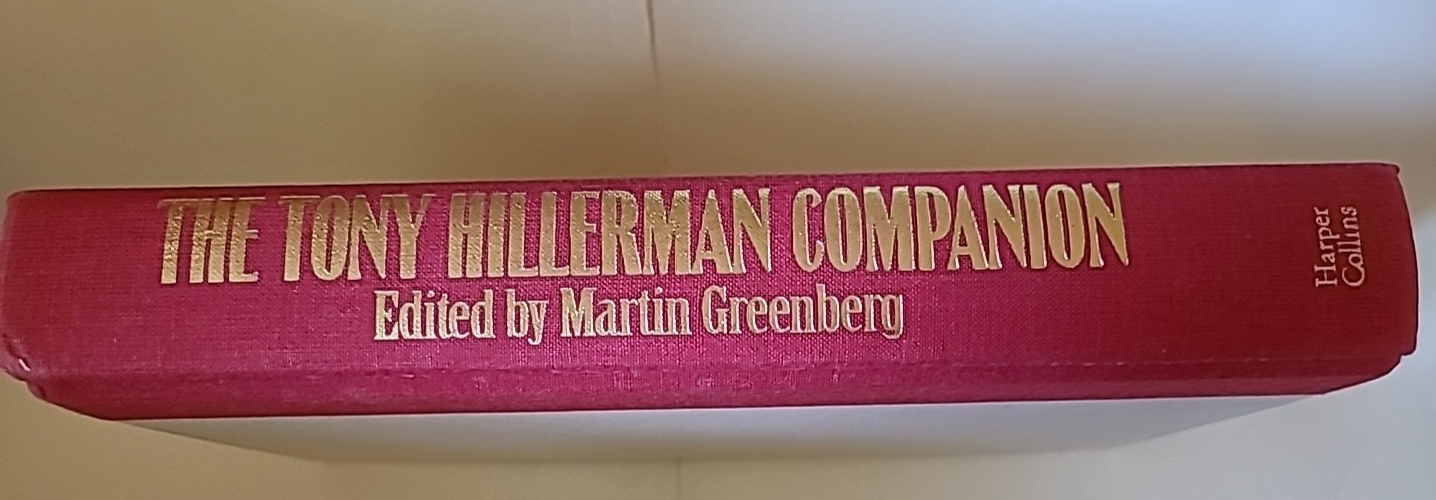 THE TONY HILLERMAN COMPANION
Edited by Martin Greenberg
Harper
Collins